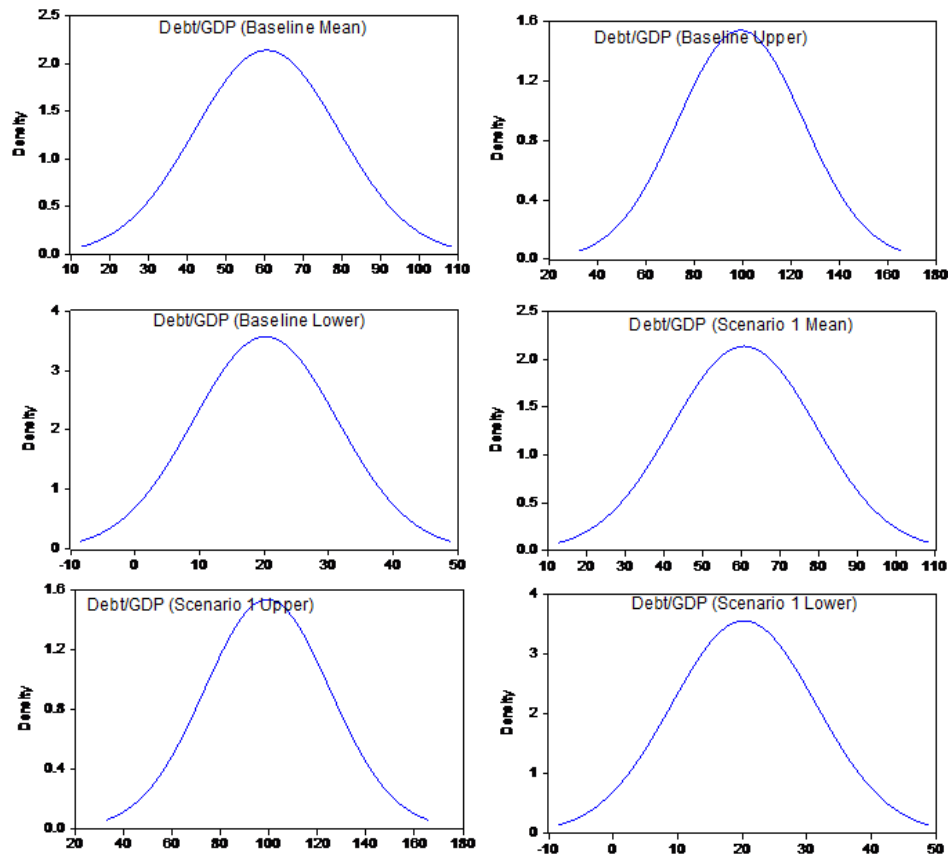 Debt/GDP (Baseline Mean)
2.5
2.0
1.5
1.0
0.5
0.0
Density
10 20 30 40 50 60 70 80 90 100 110
Debt/GDP (Baseline Upper)
1.6
1.2
0.8
0.4
0.0
Density
20 40 60 80 100 120 140 160 180
Debt/GDP (Baseline Lower)
4
3
2
1
0
Density
-10 0 10 20 30 40 50
Debt/GDP (Scenario 1 Mean)
2.5
2.0
1.5
1.0
0.5
0.0
Density
10 20 30 40 50 60 70 80 90 100 110
Debt/GDP (Scenario 1 Upper)
1.6
1.2
0.8
0.4
0.0
Density
20 40 60 80 100 120 140 160 180
Debt/GDP (Scenario 1 Lower)
4
3
2
1
0
Density
-10 0 10 20 30 40 50